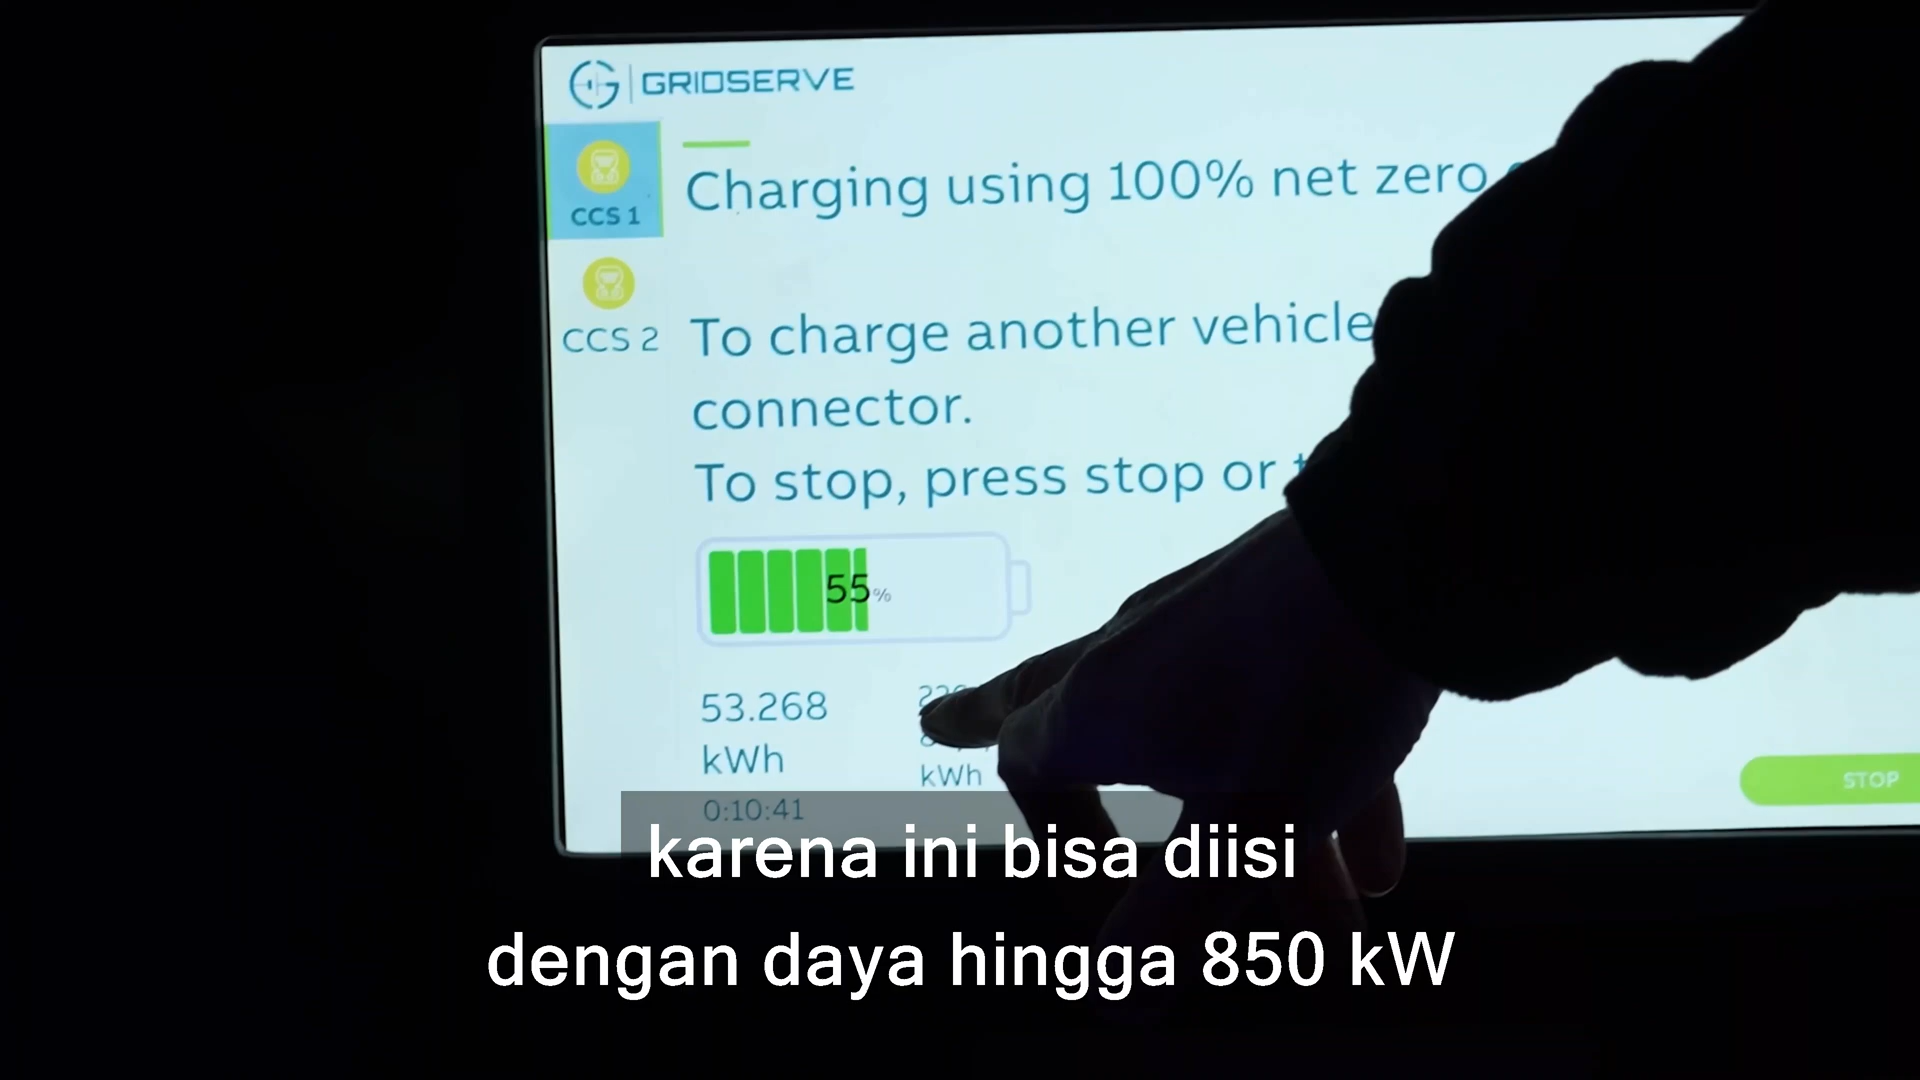 GRIDSERVE
CCS 1
CCS 2
Charging using 100% net zero
To charge another vehicle
connector.
To stop, press stop or
55%
53.268
kWh
0:10:41
kWh
STOP
karena ini bisa diisi
dengan daya hingga 850 kW